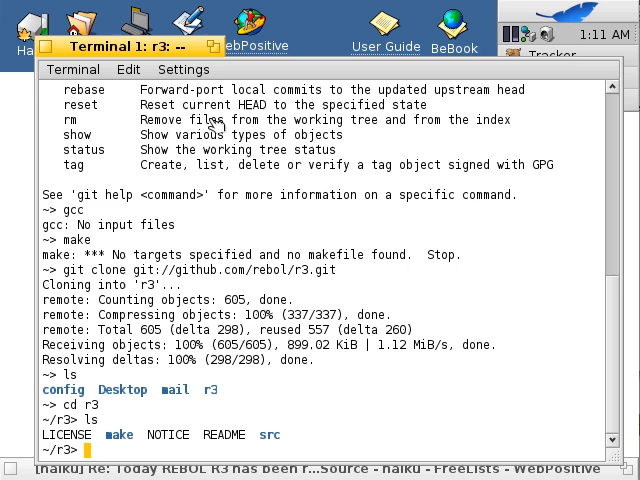 Ha
ebPositive
User Guide
BeBook
1:11 AM
Tracker
Terminal 1: r3: --
Terminal Edit Settings
rebase Forward-port local commits to the updated upstream head
reset Reset current HEAD to the specified state
rm Remove files from the working tree and from the index
show Show various types of objects
status Show the working tree status
tag Create, list, delete or verify a tag object signed with GPG
See 'git help <command>' for more information on a specific command.
~> gcc
gcc: No input files
~> make
make: *** No targets specified and no makefile found.  Stop.
~> git clone git://github.com/rebol/r3.git
Cloning into 'r3'...
remote: Counting objects: 605, done.
remote: Compressing objects: 100% (337/337), done.
remote: Total 605 (delta 298), reused 557 (delta 260)
Receiving objects: 100% (605/605), 899.02 KiB | 1.12 MiB/s, done.
Resolving deltas: 100% (298/298), done.
~> ls
config Desktop mail r3
~> cd r3
~/r3> ls
LICENSE make NOTICE README src
~/r3>
[haiku] Re: Today REBOL R3 has been r...Source - haiku - FreeLists - WebPositive